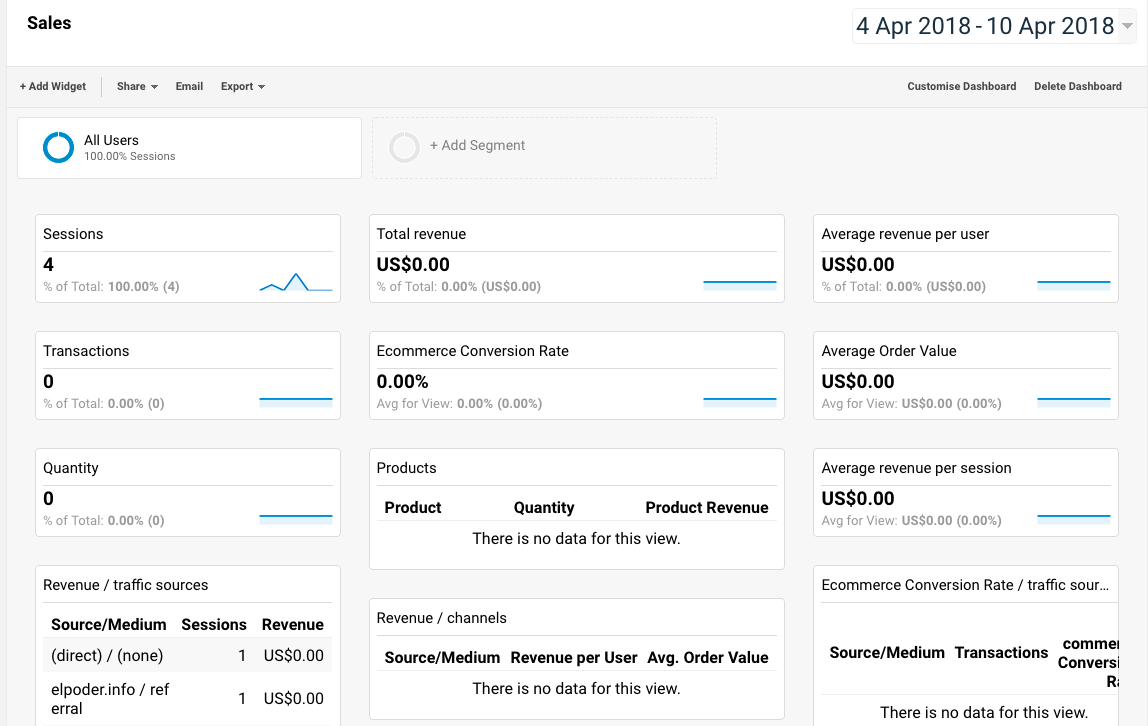 Sales
4 Apr 2018 - 10 Apr 2018
+ Add Widget
Share
Email
Export
Customise Dashboard
Delete Dashboard
All Users
100.00% Sessions
+ Add Segment
Sessions
4
% of Total: 100.00% (4)
Total revenue
US$0.00
% of Total: 0.00% (US$0.00)
Average revenue per user
US$0.00
% of Total: 0.00% (US$0.00)
Transactions
0
% of Total: 0.00% (0)
Ecommerce Conversion Rate
0.00%
Avg for View: 0.00% (0.00%)
Average Order Value
US$0.00
Avg for View: US$0.00 (0.00%)
Quantity
0
% of Total: 0.00% (0)
Products
Product Quantity Product Revenue
There is no data for this view.
Average revenue per session
US$0.00
Avg for View: US$0.00 (0.00%)
Revenue / traffic sources
Source/Medium Sessions Revenue
(direct) / (none) 1 US$0.00
elpoder.info / ref
erral 1 US$0.00
Revenue / channels
Source/Medium Revenue per User Avg. Order Value
There is no data for this view.
Ecommerce Conversion Rate / traffic sour...
Source/Medium Transactions
There is no data for this view.